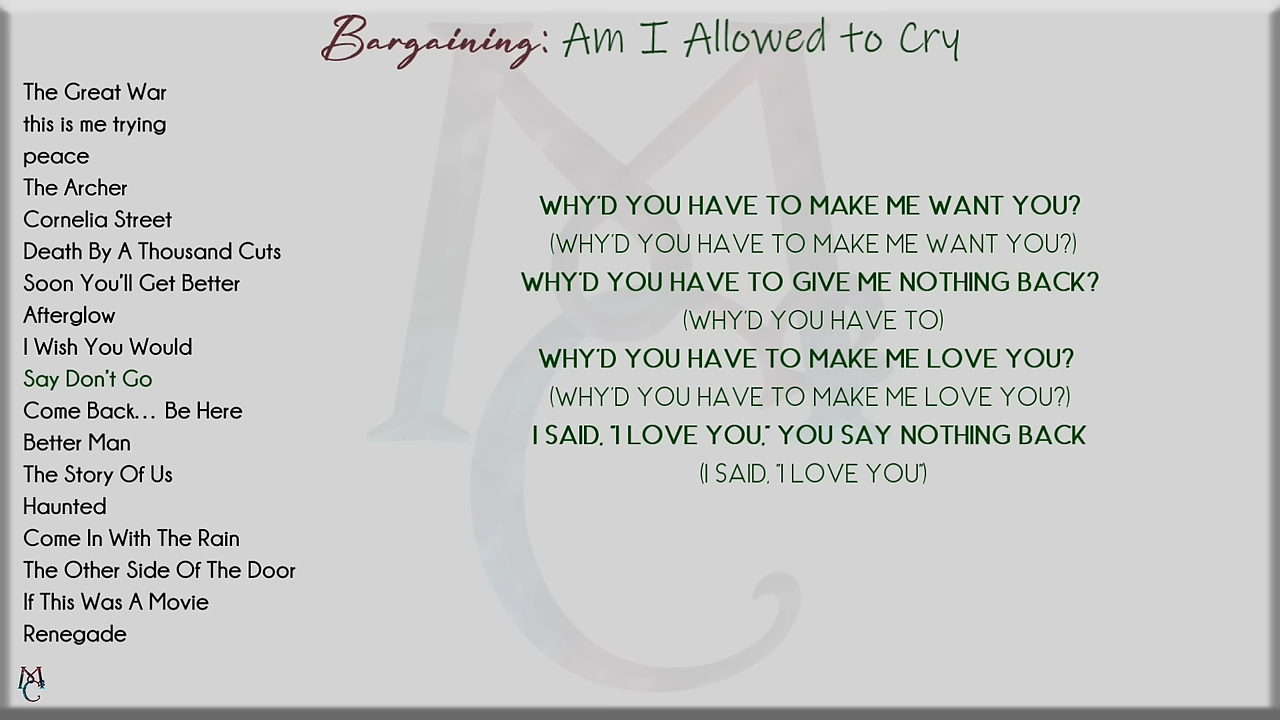 Bargaining: Am I Allowed to Cry
The Great War
this is me trying
peace
The Archer
Cornelia Street
Death By A Thousand Cuts
Soon You'll Get Better
Afterglow
I Wish You Would
Say Don't Go
Come Back... Be Here
Better Man
The Story Of Us
Haunted
Come In With The Rain
The Other Side Of The Door
If This Was A Movie
Renegade
WHY'D YOU HAVE TO MAKE ME WANT YOU?
(WHY'D YOU HAVE TO MAKE ME WANT YOU?)
WHY'D YOU HAVE TO GIVE ME NOTHING BACK?
(WHY'D YOU HAVE TO)
WHY'D YOU HAVE TO MAKE ME LOVE YOU?
(WHY'D YOU HAVE TO MAKE ME LOVE YOU?)
I SAID, "I LOVE YOU," YOU SAY NOTHING BACK
(I SAID, "I LOVE YOU")